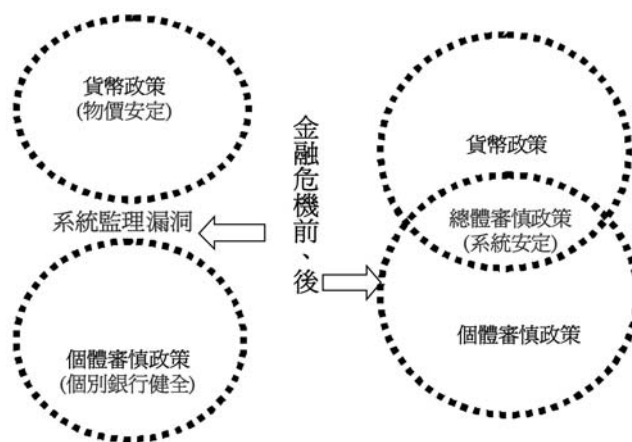 貨幣政策
(物價安定)
系統監理漏洞
個體審慎政策
(個別銀行健全)
金融危機前、後
貨幣政策
總體審慎政策
(系統安定)
個體審慎政策